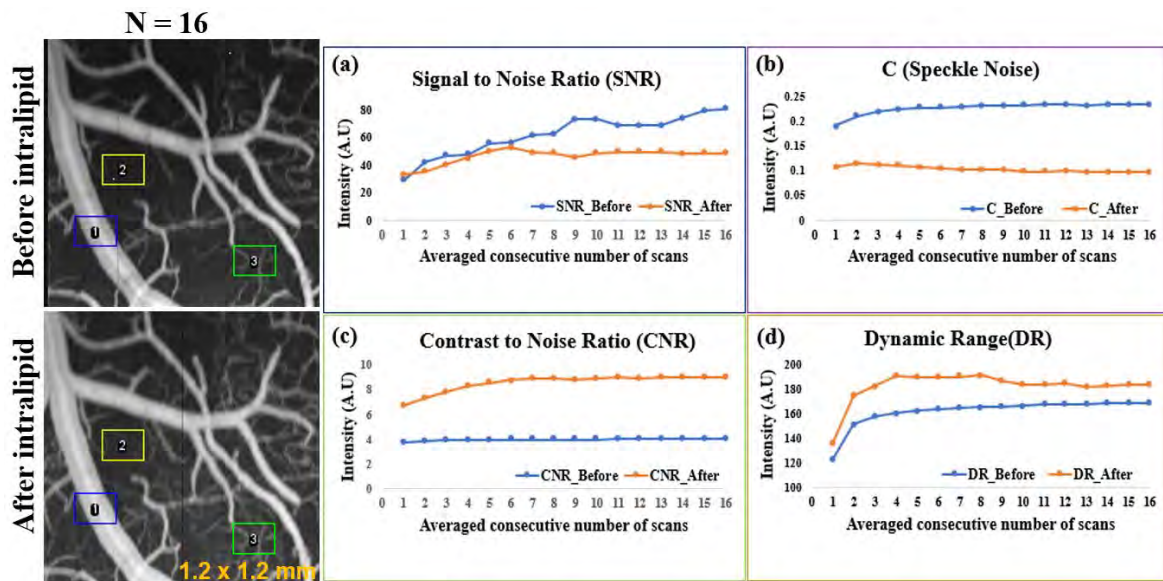 N = 16
Before intralipid
2
1
3
After intralipid
2
1
3
1.2 x 1.2 mm
(a)
Signal to Noise Ratio (SNR)
Intensity (A.U)
80
60
40
20
0
SNR_Before SNR_After
0 1 2 3 4 5 6 7 8 9 10 11 12 13 14 15 16
Averaged consecutive number of scans
(b)
C (Speckle Noise)
Intensity (A.U)
0.25
0.2
0.15
0.1
0.05
0
C_Before C_After
0 1 2 3 4 5 6 7 8 9 10 11 12 13 14 15 16
Averaged consecutive number of scans
(c)
Contrast to Noise Ratio (CNR)
Intensity (A.U)
10
8
6
4
2
0
CNR_Before CNR_After
0 1 2 3 4 5 6 7 8 9 10 11 12 13 14 15 16
Averaged consecutive number of scans
(d)
Dynamic Range(DR)
Intensity (A.U)
200
180
160
140
120
100
DR_Before DR_After
0 1 2 3 4 5 6 7 8 9 10 11 12 13 14 15 16
Averaged consecutive number of scans